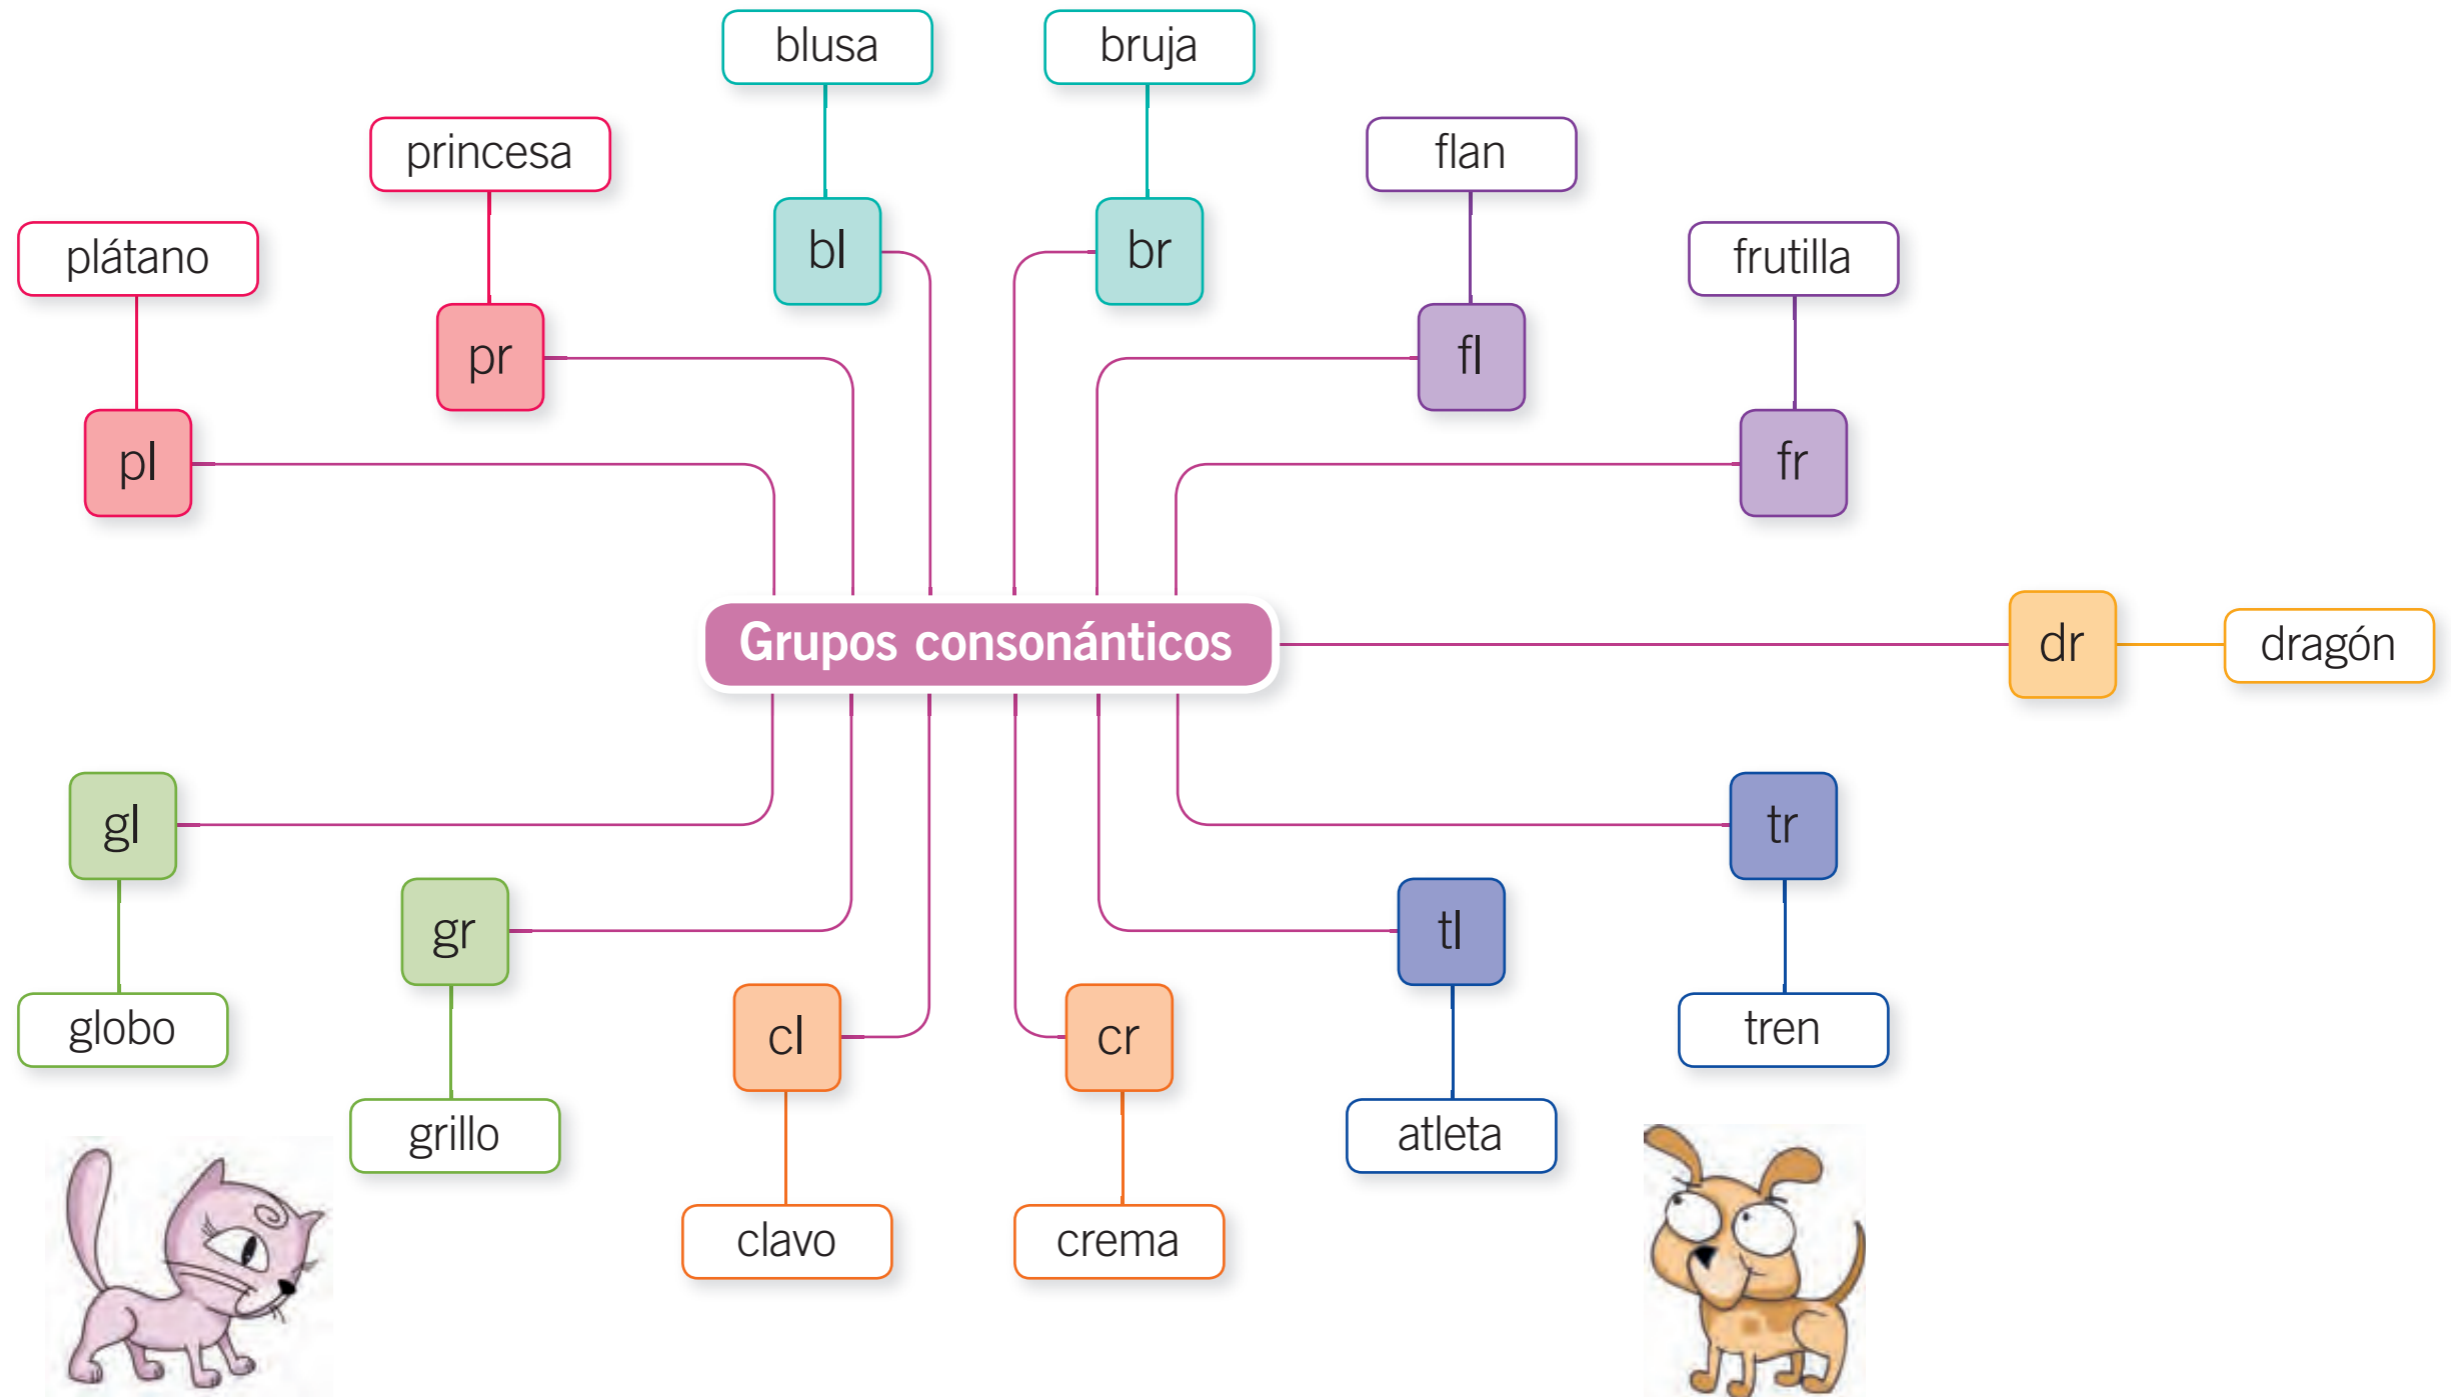 blusa
bruja
princesa
flan
plátano
frutilla
bl
br
pr
fl
pl
fr
Grupos consonánticos
dr
dragón
gl
tr
gr
tl
globo
cl
cr
tren
grillo
atleta
clavo
crema